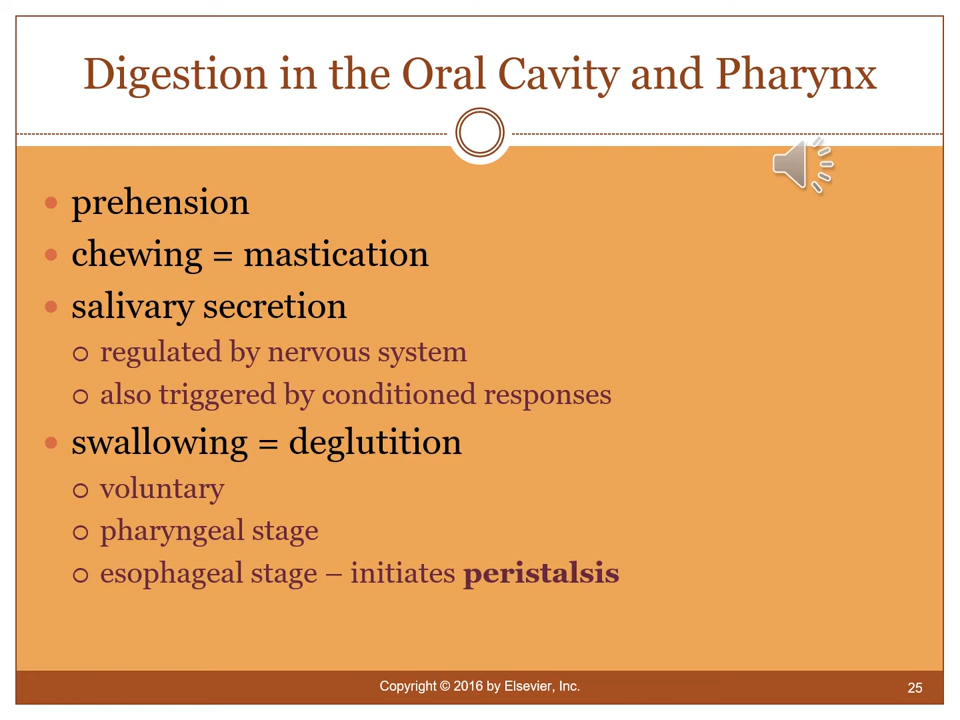 Digestion in the Oral Cavity and Pharynx
prehension
chewing = mastication
salivary secretion
regulated by nervous system
also triggered by conditioned responses
swallowing = deglutition
voluntary
pharyngeal stage
esophageal stage – initiates peristalsis
Copyright © 2016 by Elsevier, Inc.
25